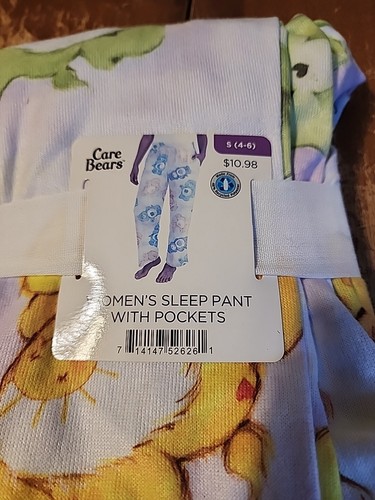 Care
Bears
S (4-6)
$10.98
WOMEN'S SLEEP PANT
WITH POCKETS
7 14147 52626 1